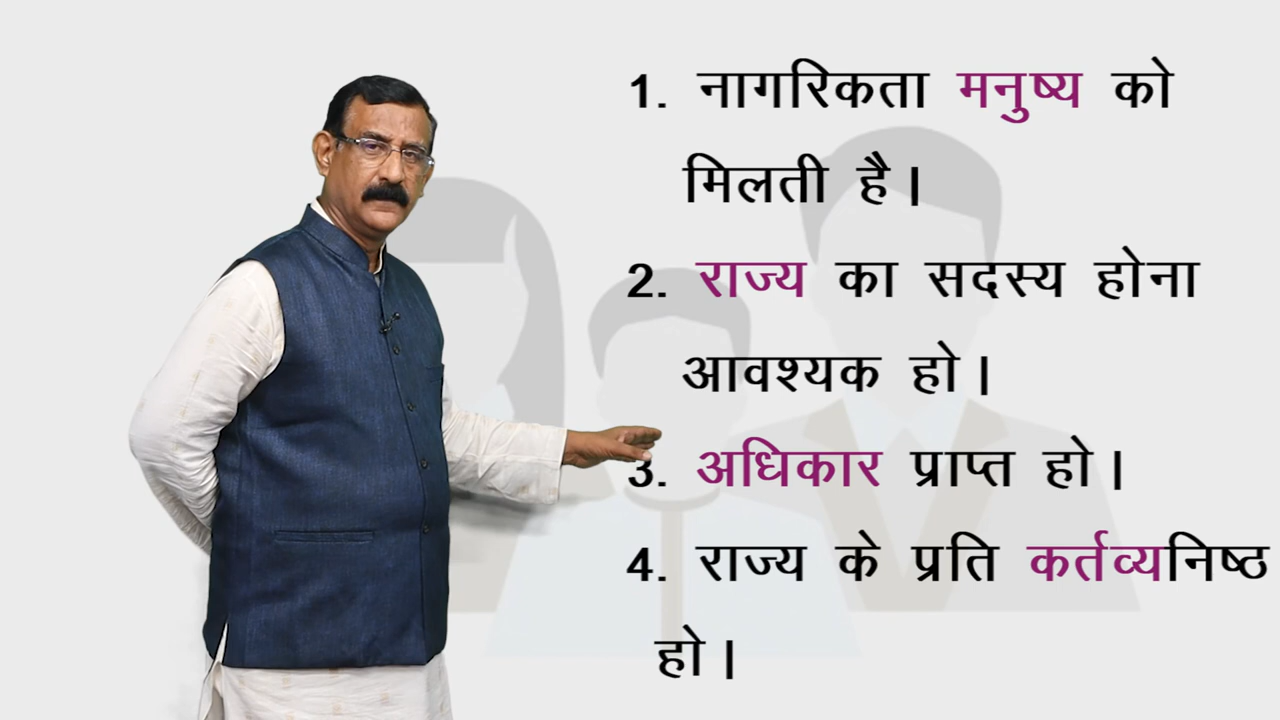 1. नागरिकता मनुष्य को
मिलती है।
2. राज्य का सदस्य होना
आवश्यक हो।
3. अधिकार प्राप्त हो।
4. राज्य के प्रति कर्तव्यनिष्ठ
हो।